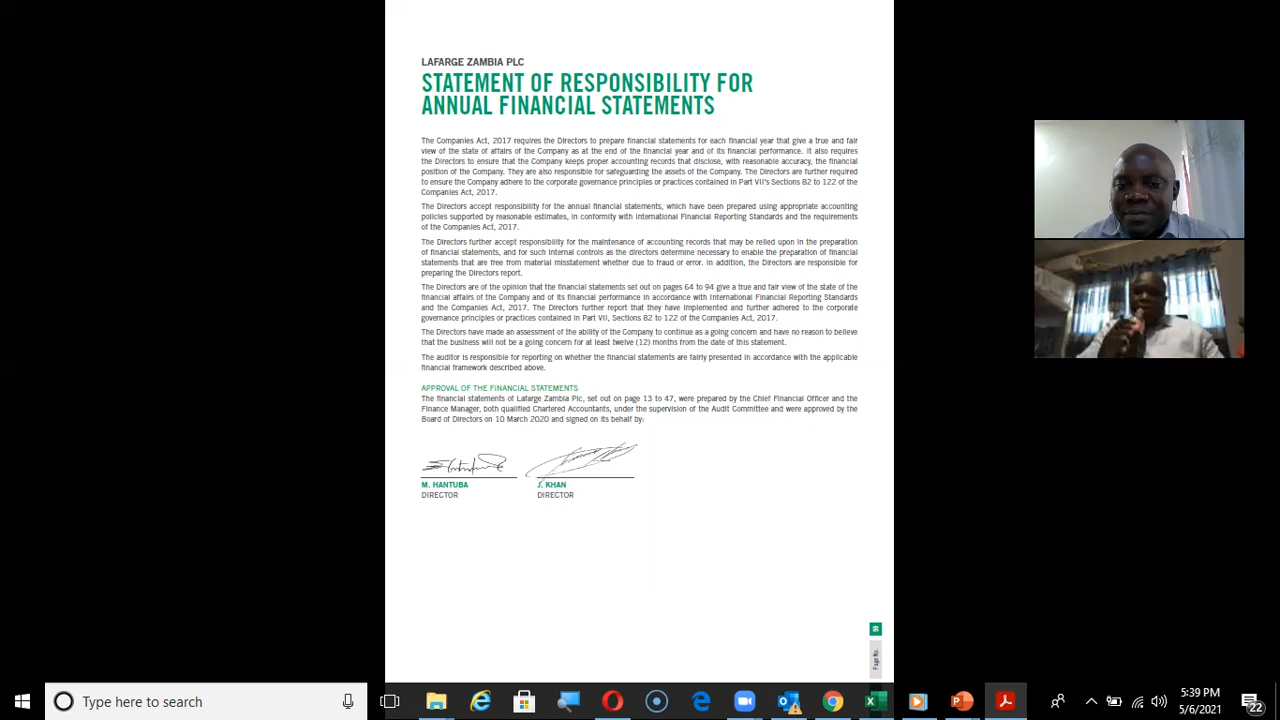 LAFARGE ZAMBIA PLC
STATEMENT OF RESPONSIBILITY FOR
ANNUAL FINANCIAL STATEMENTS
The Companies Act, 2017 requires the Directors to prepare financial statements for each financial year that give a true and fair
view of the state of affairs of the Company as at the end of the financial year and of its financial performance. It also requires
the Directors to ensure that the Company keeps proper accounting records that disclose, with reasonable accuracy, the financial
position of the Company. They are also responsible for safeguarding the assets of the Company. The Directors are further required
to ensure the Company adhere to the corporate governance principles or practices contained in Part VII's Sections 82 to 122 of the
Companies Act, 2017.
The Directors accept responsibility for the annual financial statements, which have been prepared using appropriate accounting
policies supported by reasonable estimates, in conformity with International Financial Reporting Standards and the requirements
of the Companies Act, 2017.
The Directors further accept responsibility for the maintenance of accounting records that may be relied upon in the preparation
of financial statements, and for such internal controls as the directors determine necessary to enable the preparation of financial
statements that are free from material misstatement whether due to fraud or error. In addition, the Directors are responsible for
preparing the Directors report.
The Directors are of the opinion that the financial statements set out on pages 64 to 94 give a true and fair view of the state of the
financial affairs of the Company and of its financial performance in accordance with International Financial Reporting Standards
and the Companies Act, 2017. The Directors further report that they have implemented and further adhered to the corporate
governance principles or practices contained in Part VII, Sections 82 to 122 of the Companies Act, 2017.
The Directors have made an assessment of the ability of the Company to continue as a going concern and have no reason to believe
that the business will not be a going concern for at least twelve (12) months from the date of this statement.
The auditor is responsible for reporting on whether the financial statements are fairly presented in accordance with the applicable
financial framework described above.
APPROVAL OF THE FINANCIAL STATEMENTS
The financial statements of Lafarge Zambia Plc, set out on page 13 to 47, were prepared by the Chief Financial Officer and the
Finance Manager, both qualified Chartered Accountants, under the supervision of the Audit Committee and were approved by the
Board of Directors on 10 March 2020 and signed on its behalf by:
M. HANTUBA
DIRECTOR
J. KHAN
DIRECTOR
Page No.
Type here to search
5:39 PM
5/6/2021
22